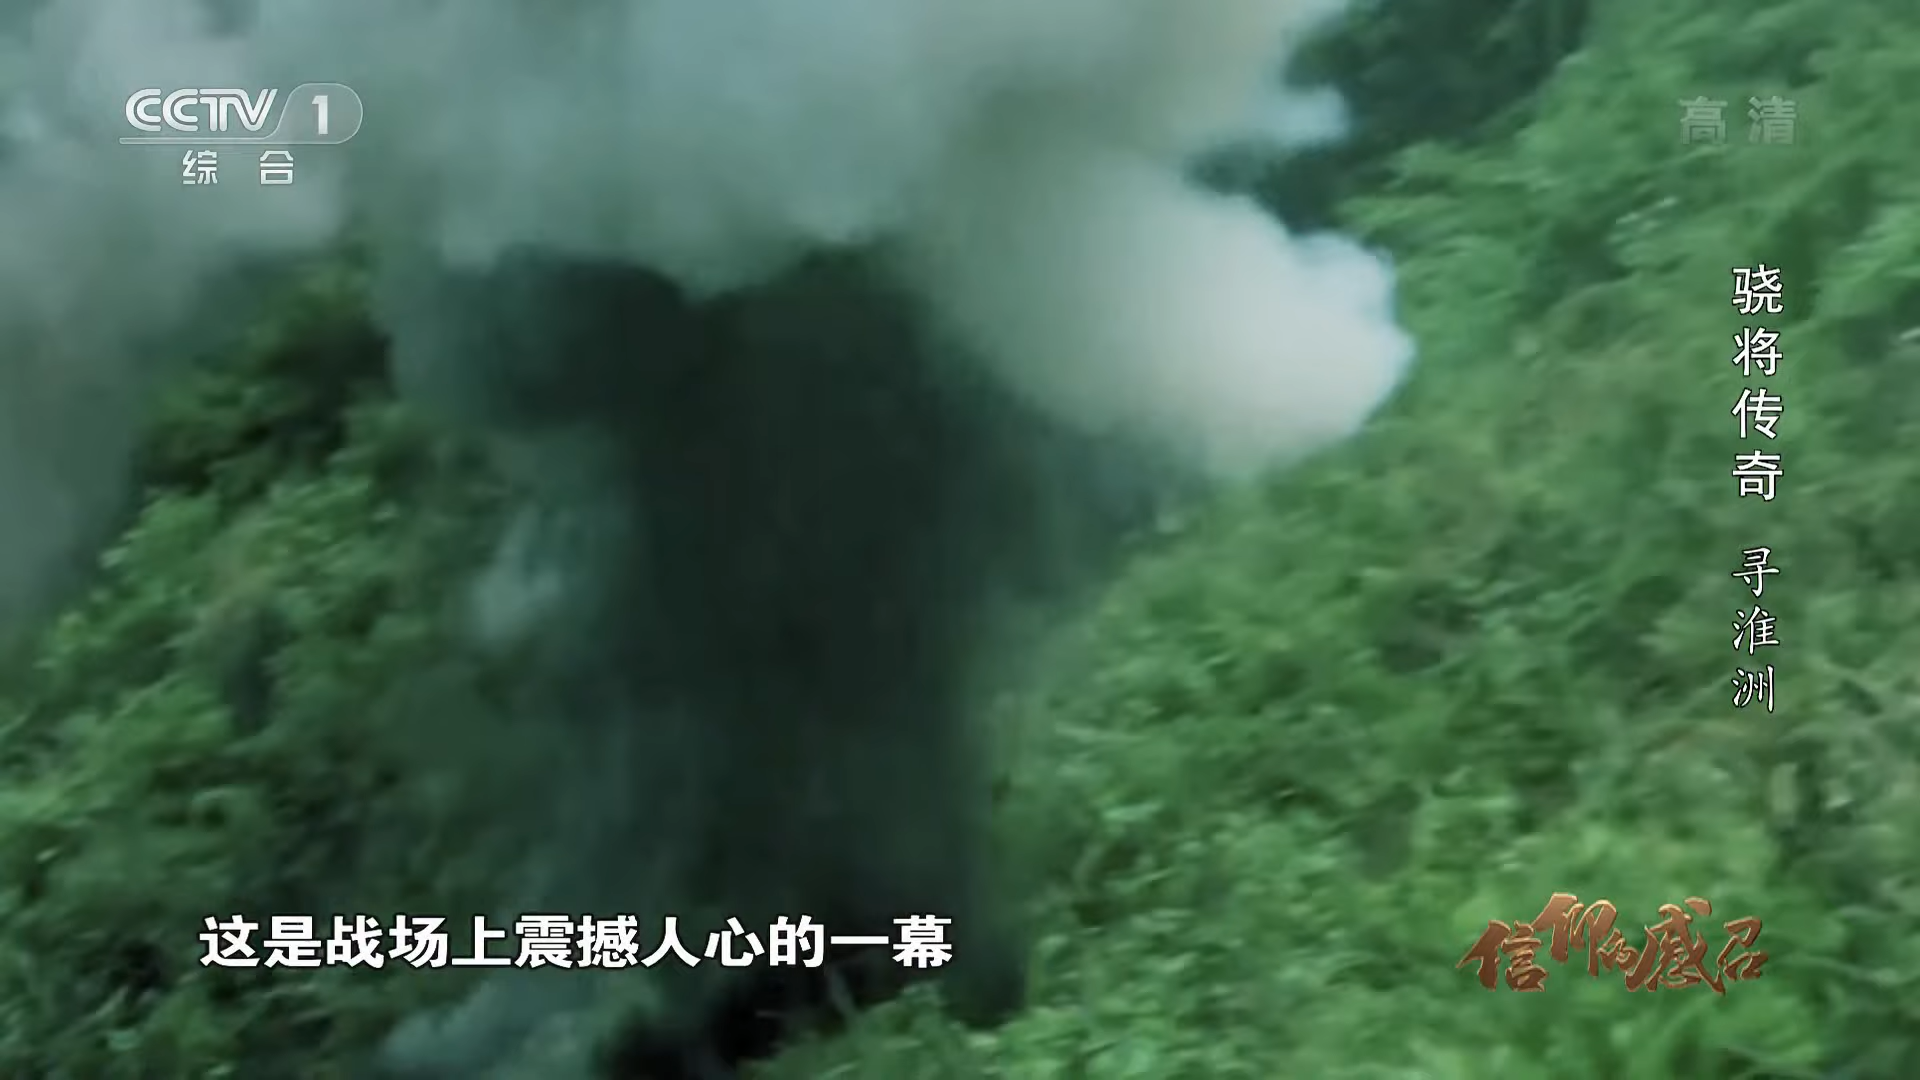 CCTV 1
综 合
高清
骁将传奇 寻淮洲
这是战场上震撼人心的一幕
信仰的感召